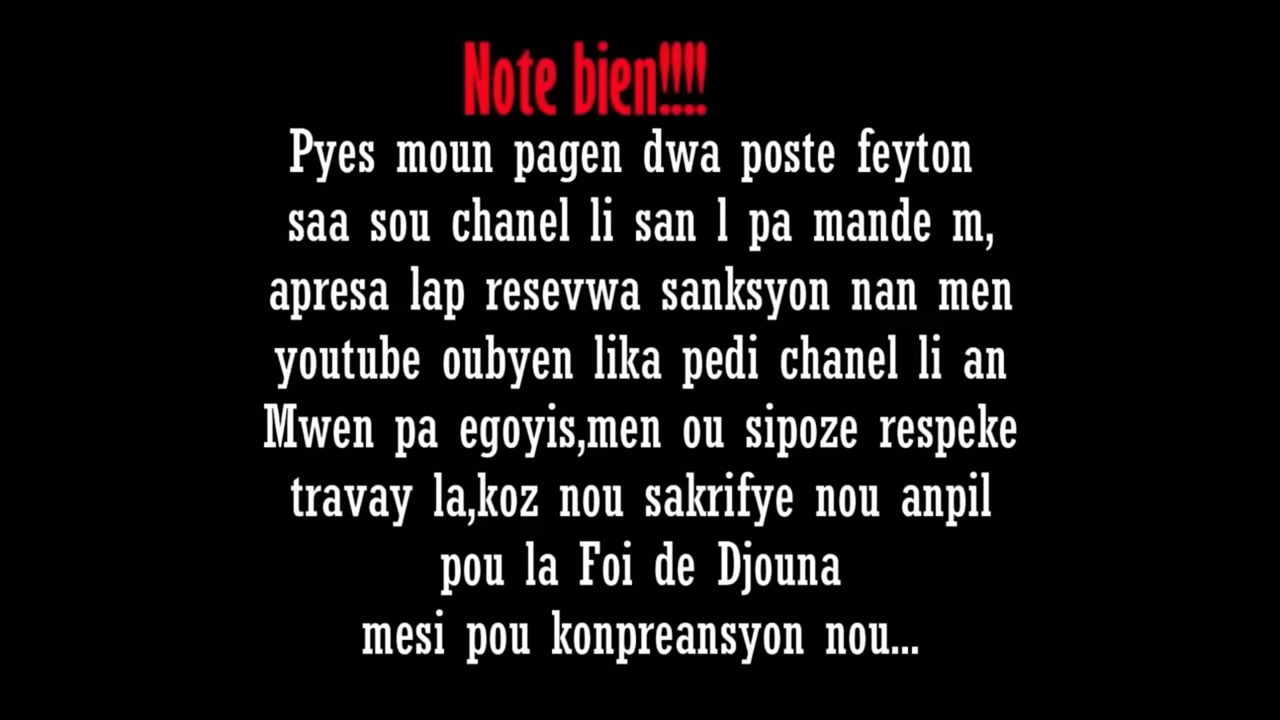 Note bien!!!!
Pyes moun pagen dwa poste feyton
saa sou chanel li san l pa mande m,
apresa lap resevwa sanksyon nan men
youtube oubyen lika pedi chanel li an
Mwen pa egoyis,men ou sipoze respeke
travay la,koz nou sakrifye nou anpil
pou la Foi de Djouna
mesi pou konpreansyon nou...